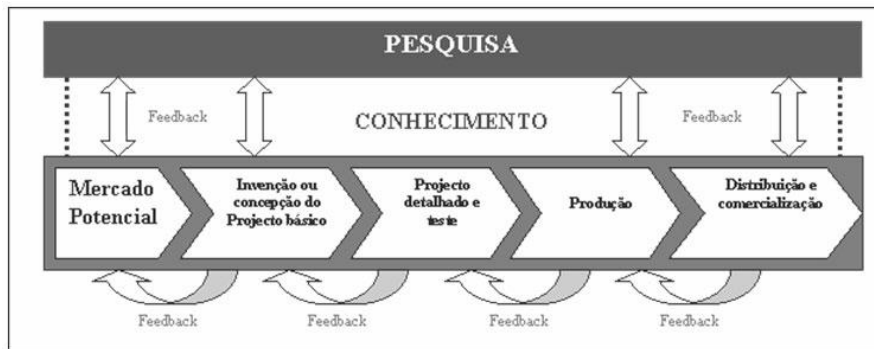 PESQUISA
Feedback
CONHECIMENTO
Feedback
Mercado
Potencial
Invenção ou
concepção do
Projecto básico
Projecto
detalhado e
teste
Produção
Distribuição e
comercialização
Feedback
Feedback
Feedback
Feedback